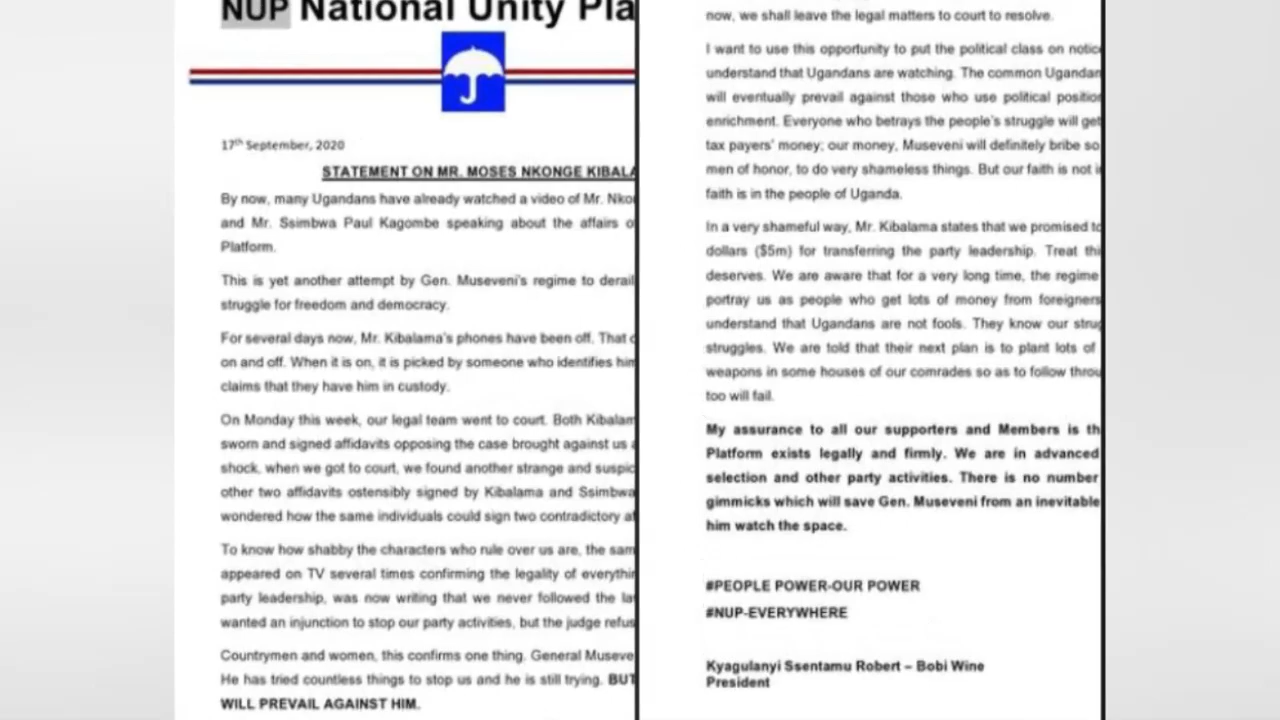 NUP National Unity Pla
17th September, 2020
STATEMENT ON MR. MOSES NKONGE KIBALA
By now, many Ugandans have already watched a video of Mr. Nko
and Mr. Ssimbwa Paul Kagombe speaking about the affairs o
Platform.
This is yet another attempt by Gen. Museveni's regime to derail
struggle for freedom and democracy.
For several days now, Mr. Kibalama's phones have been off. That o
on and off. When it is on, it is picked by someone who identifies him
claims that they have him in custody.
On Monday this week, our legal team went to court. Both Kibalam
sworn and signed affidavits opposing the case brought against us a
shock, when we got to court, we found another strange and suspic
other two affidavits ostensibly signed by Kibalama and Ssimbwa
wondered how the same individuals could sign two contradictory af
To know how shabby the characters who rule over us are, the sam
appeared on TV several times confirming the legality of everythin
party leadership, was now writing that we never followed the la
wanted an injunction to stop our party activities, but the judge refus
Countrymen and women, this confirms one thing. General Museve
He has tried countless things to stop us and he is still trying. BUT
WILL PREVAIL AGAINST HIM.
now, we shall leave the legal matters to court to resolve.
I want to use this opportunity to put the political class on notic
understand that Ugandans are watching. The common Ugandan
will eventually prevail against those who use political position
enrichment. Everyone who betrays the people's struggle will get
tax payers' money; our money, Museveni will definitely bribe so
men of honor, to do very shameless things. But our faith is not i
faith is in the people of Uganda.
In a very shameful way, Mr. Kibalama states that we promised to
dollars ($5m) for transferring the party leadership. Treat thi
deserves. We are aware that for a very long time, the regime
portray us as people who get lots of money from foreigners
understand that Ugandans are not fools. They know our strug
struggles. We are told that their next plan is to plant lots of
weapons in some houses of our comrades so as to follow throu
too will fail.
My assurance to all our supporters and Members is th
Platform exists legally and firmly. We are in advanced
selection and other party activities. There is no number
gimmicks which will save Gen. Museveni from an inevitable
him watch the space.
#PEOPLE POWER-OUR POWER
#NUP-EVERYWHERE
Kyagulanyi Ssentamu Robert – Bobi Wine
President